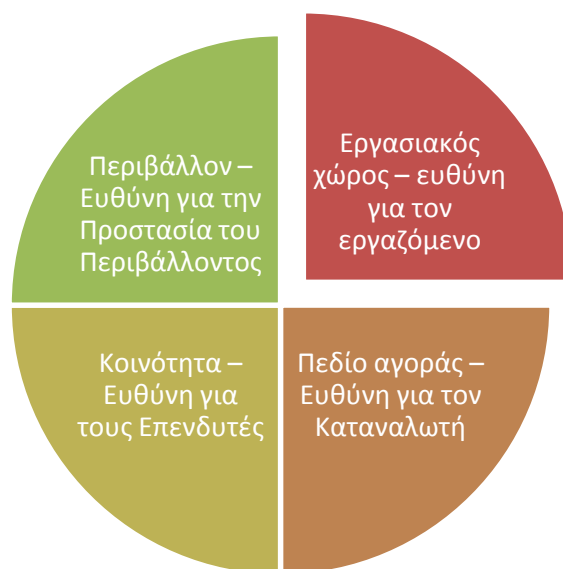 Περιβάλλον –
Ευθύνη για την
Προστασία του
Περιβάλλοντος
Εργασιακός
χώρος – ευθύνη
για τον
εργαζόμενο
Κοινότητα –
Ευθύνη για
τους Επενδυτές
Πεδίο αγοράς –
Ευθύνη για τον
Καταναλωτή